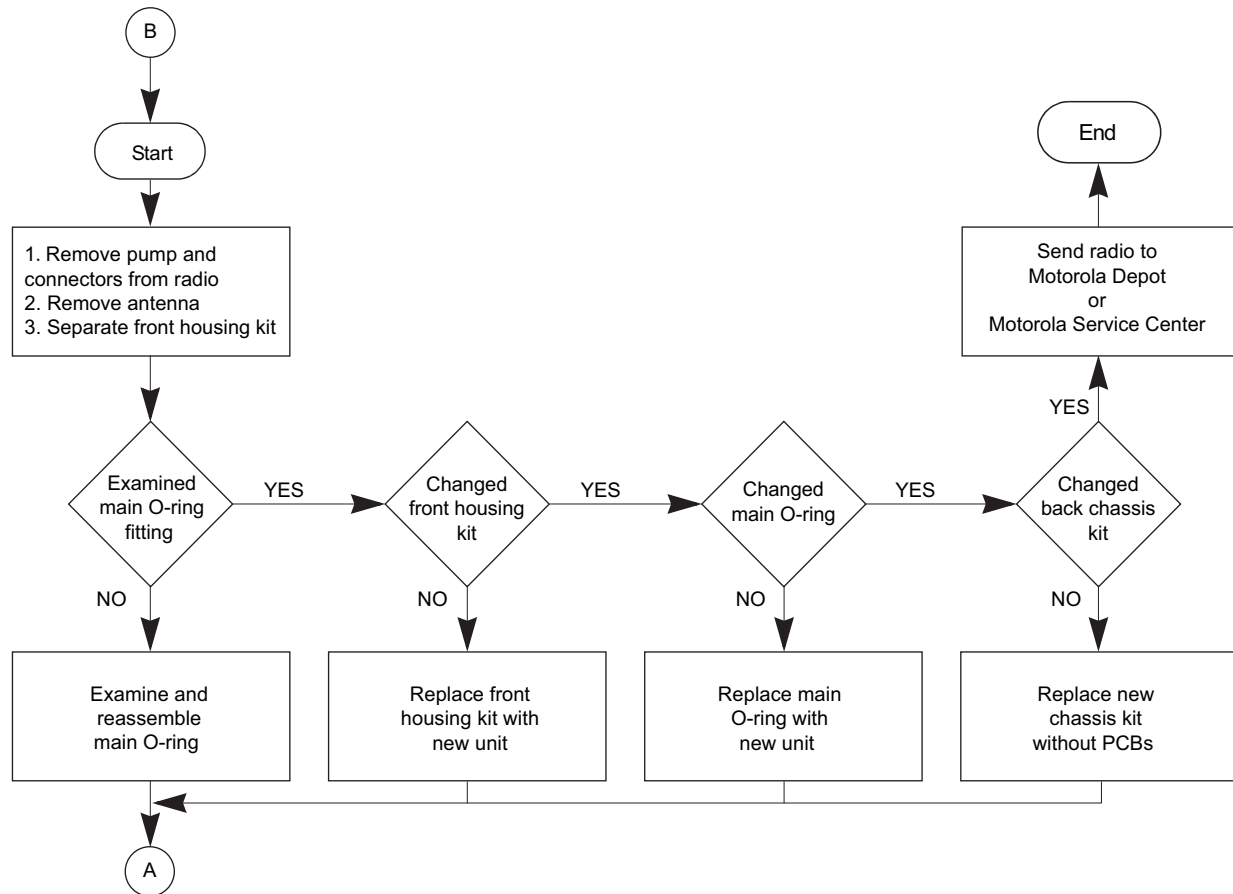 B
Start
1. Remove pump and
connectors from radio
2. Remove antenna
3. Separate front housing kit
Examined
main O-ring
fitting
YES
NO
Examine and
reassemble
main O-ring
Changed
front housing
kit
YES
NO
Replace front
housing kit with
new unit
Changed
main O-ring
YES
NO
Replace main
O-ring with
new unit
Changed
back chassis
kit
YES
NO
Replace new
chassis kit
without PCBs
Send radio to
Motorola Depot
or
Motorola Service Center
End
A